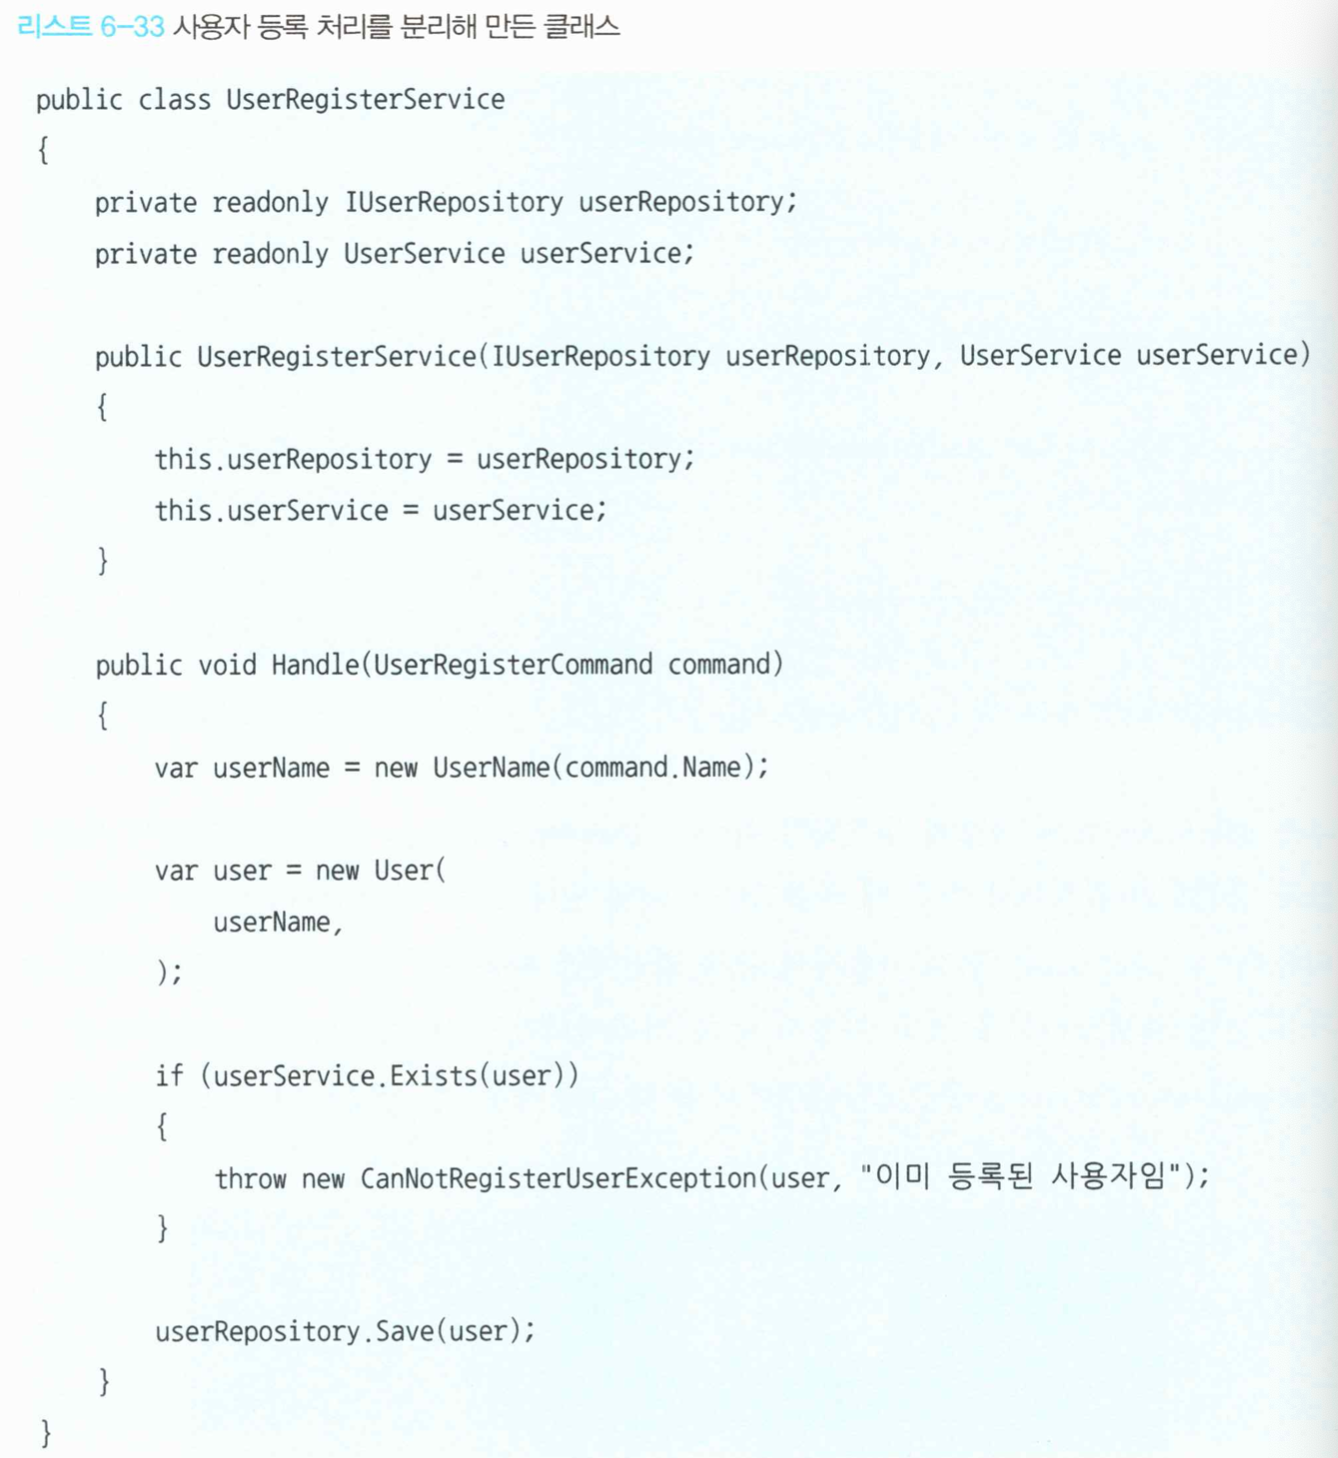 리스트 6-33 사용자 등록 처리를 분리해 만든 클래스
public class UserRegisterService
{
private readonly IUserRepository userRepository;
private readonly UserService userService;
public UserRegisterService(IUserRepository userRepository, UserService userService)
{
this.userRepository = userRepository;
this.userService = userService;
}
public void Handle(UserRegisterCommand command)
{
var userName = new UserName(command.Name);
var user = new User(
userName,
);
if (userService.Exists(user))
{
throw new CanNotRegisterUserException(user, "이미 등록된 사용자임");
}
userRepository.Save(user);
}
}